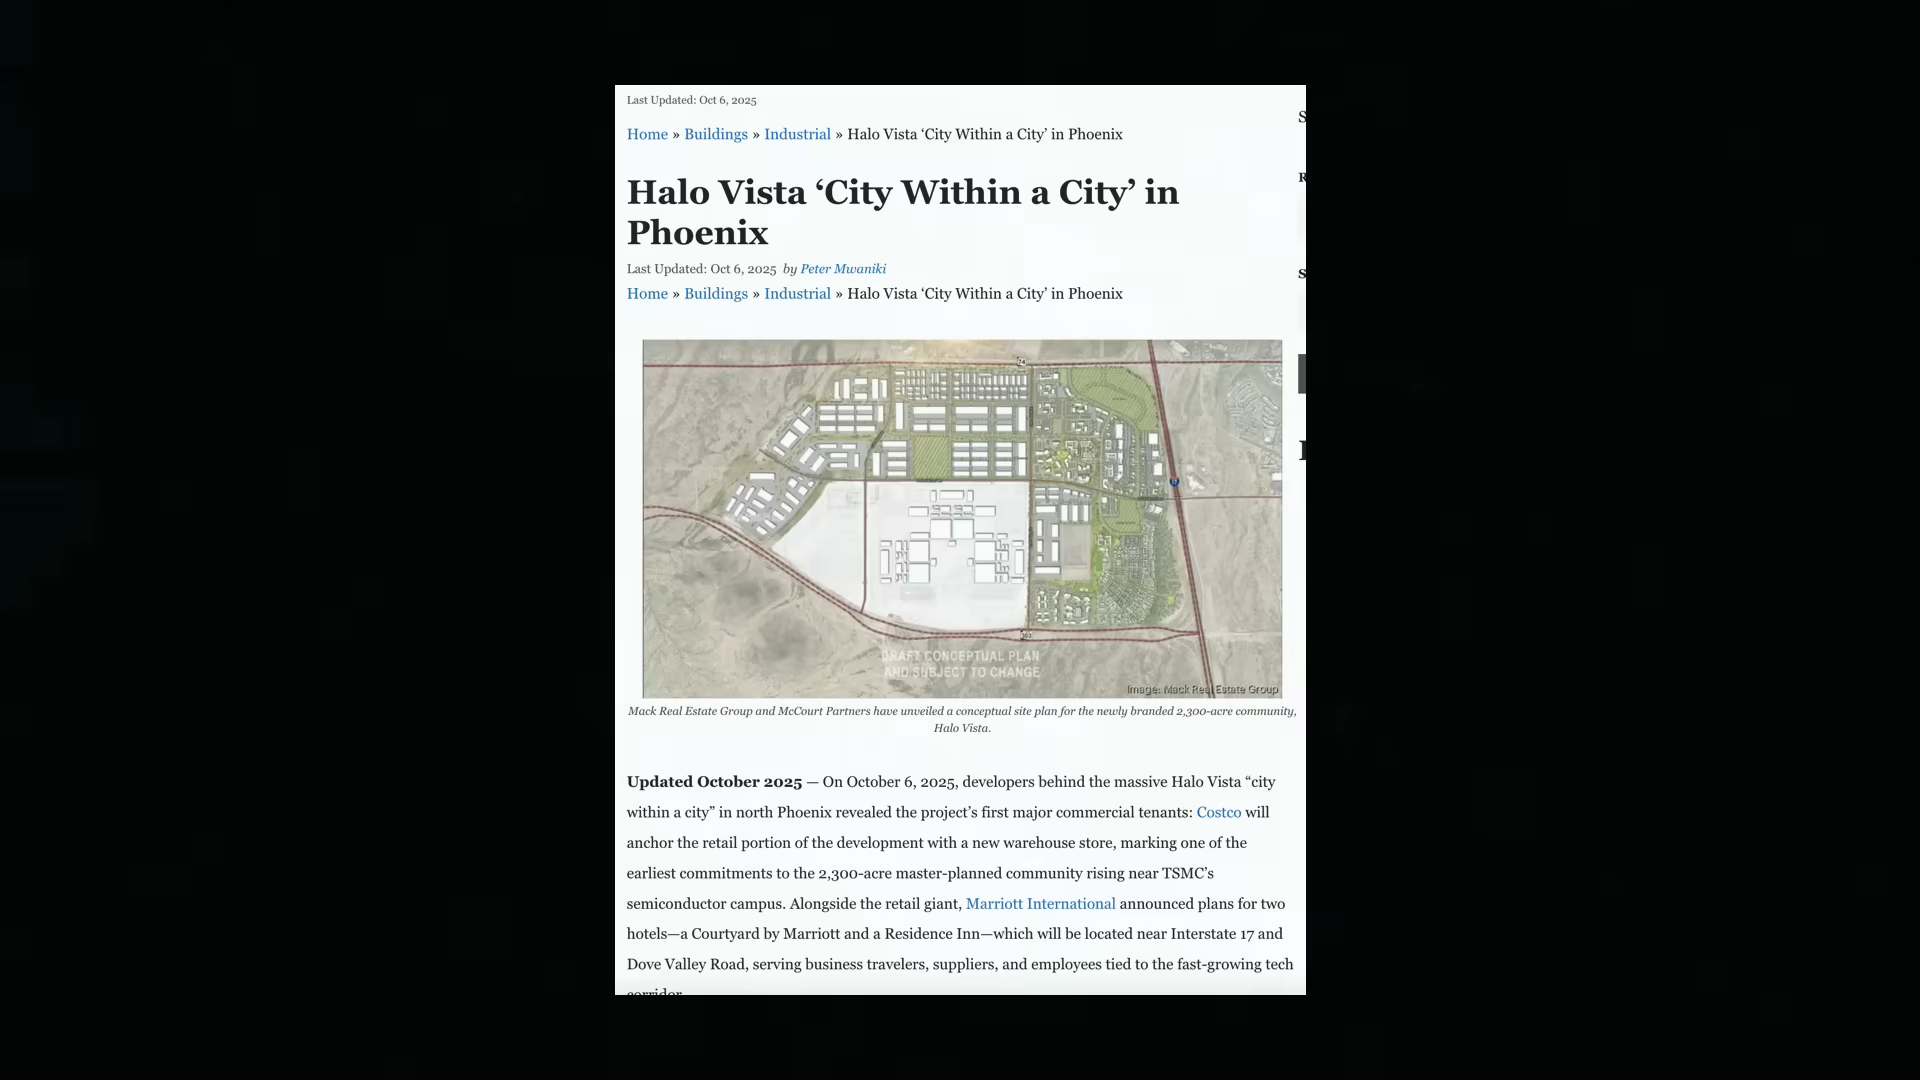 Last Updated: Oct 6, 2025
Home » Buildings » Industrial » Halo Vista ‘City Within a City’ in Phoenix
Halo Vista ‘City Within a City’ in
Phoenix
Last Updated: Oct 6, 2025 by Peter Mwaniki
Home » Buildings » Industrial » Halo Vista ‘City Within a City’ in Phoenix
74
303
DRAFT CONCEPTUAL PLAN
AND SUBJECT TO CHANGE
Image: Mack Real Estate Group
Mack Real Estate Group and McCourt Partners have unveiled a conceptual site plan for the newly branded 2,300-acre community,
Halo Vista.
Updated October 2025 — On October 6, 2025, developers behind the massive Halo Vista “city
within a city” in north Phoenix revealed the project’s first major commercial tenants: Costco will
anchor the retail portion of the development with a new warehouse store, marking one of the
earliest commitments to the 2,300-acre master-planned community rising near TSMC’s
semiconductor campus. Alongside the retail giant, Marriott International announced plans for two
hotels—a Courtyard by Marriott and a Residence Inn—which will be located near Interstate 17 and
Dove Valley Road, serving business travelers, suppliers, and employees tied to the fast-growing tech
corridor.